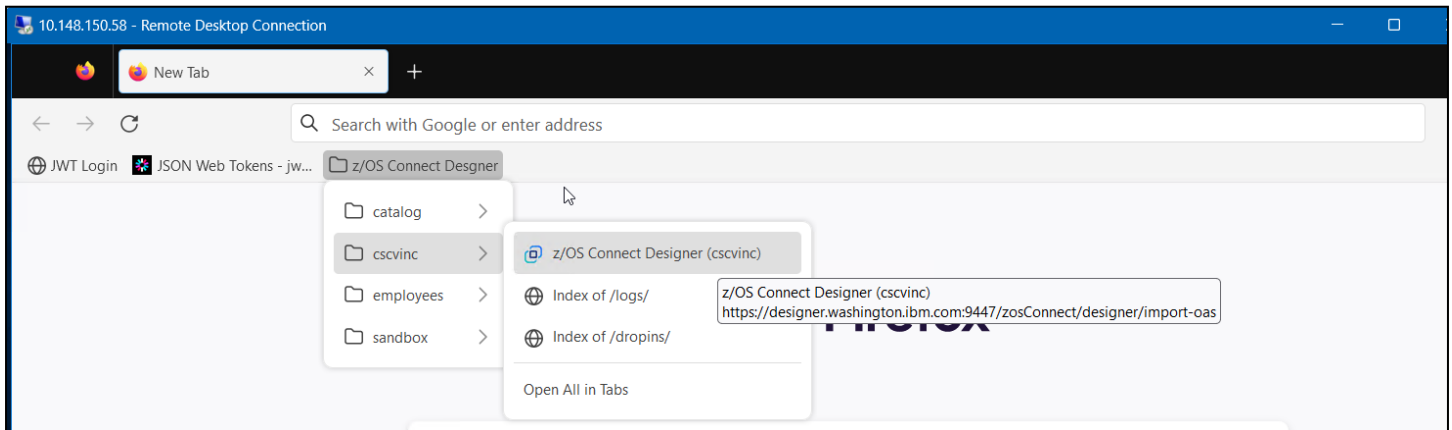 10.148.150.58 - Remote Desktop Connection
New Tab
Search with Google or enter address
JWT Login JSON Web Tokens - jw... z/OS Connect Desgner
catalog
cscvinc
employees
sandbox
z/OS Connect Designer (cscvinc)
Index of /logs/
Index of /dropins/
Open All in Tabs
z/OS Connect Designer (cscvinc)
https://designer.washington.ibm.com:9447/zosConnect/designer/import-oas